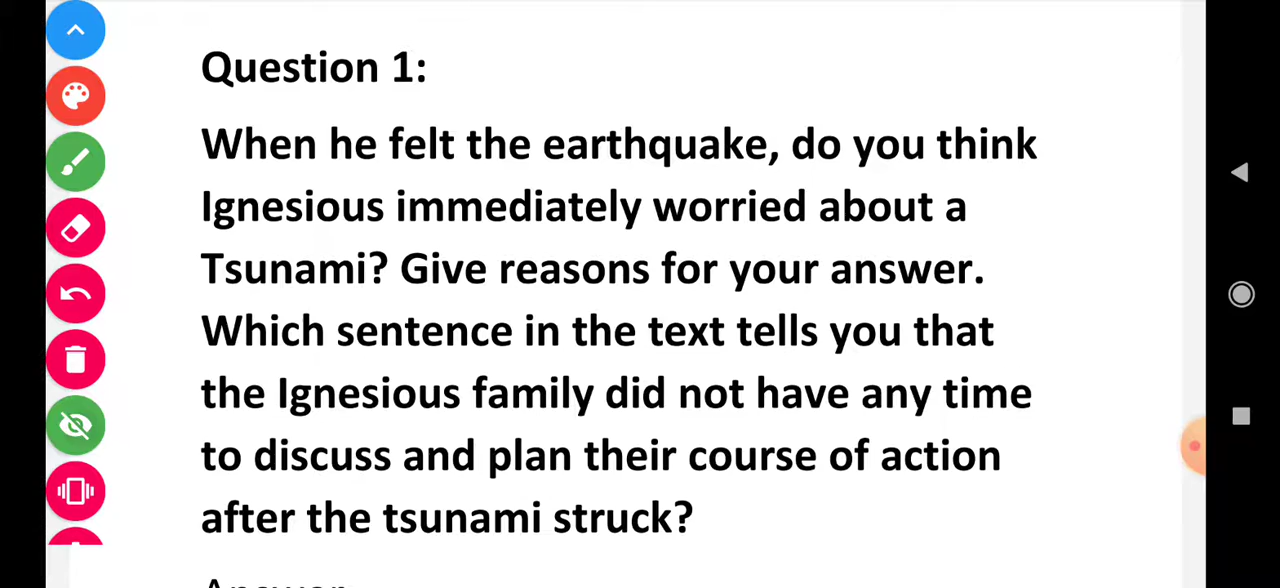 Question 1:
When he felt the earthquake, do you think
Ignesious immediately worried about a
Tsunami? Give reasons for your answer.
Which sentence in the text tells you that
the Ignesious family did not have any time
to discuss and plan their course of action
after the tsunami struck?